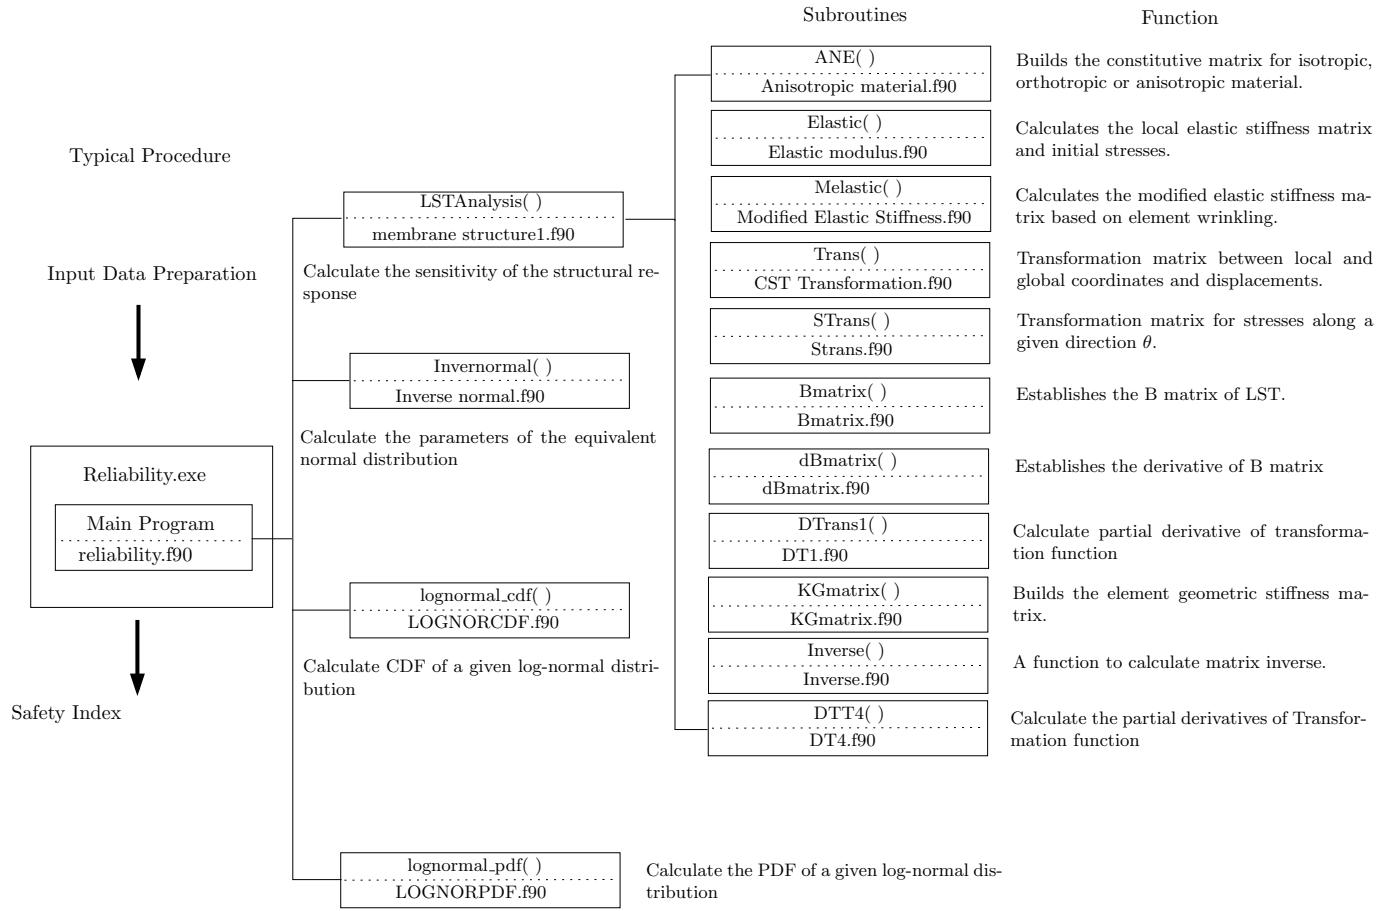 Typical Procedure
Input Data Preparation
Reliability.exe
Main Program
reliability.f90
Safety Index
LSTAnalysis( )
membrane structure1.f90
Calculate the sensitivity of the structural re-
sponse
Invernormal( )
Inverse normal.f90
Calculate the parameters of the equivalent
normal distribution
lognormal_cdf( )
LOGNORCDF.f90
Calculate CDF of a given log-normal distri-
bution
lognormal_pdf( )
LOGNORPDF.f90
Calculate the PDF of a given log-normal dis-
tribution
Subroutines
Function
ANE( )
Anisotropic material.f90
Builds the constitutive matrix for isotropic,
orthotropic or anisotropic material.
Elastic( )
Elastic modulus.f90
Calculates the local elastic stiffness matrix
and initial stresses.
Melastic( )
Modified Elastic Stiffness.f90
Calculates the modified elastic stiffness ma-
trix based on element wrinkling.
Trans( )
CST Transformation.f90
Transformation matrix between local and
global coordinates and displacements.
STrans( )
Strans.f90
Transformation matrix for stresses along a
given direction θ.
Bmatrix( )
Bmatrix.f90
Establishes the B matrix of LST.
dBmatrix( )
dBmatrix.f90
Establishes the derivative of B matrix
DTrans1( )
DT1.f90
Calculate partial derivative of transforma-
tion function
KGmatrix( )
KGmatrix.f90
Builds the element geometric stiffness ma-
trix.
Inverse( )
Inverse.f90
A function to calculate matrix inverse.
DTT4( )
DT4.f90
Calculate the partial derivatives of Transfor-
mation function